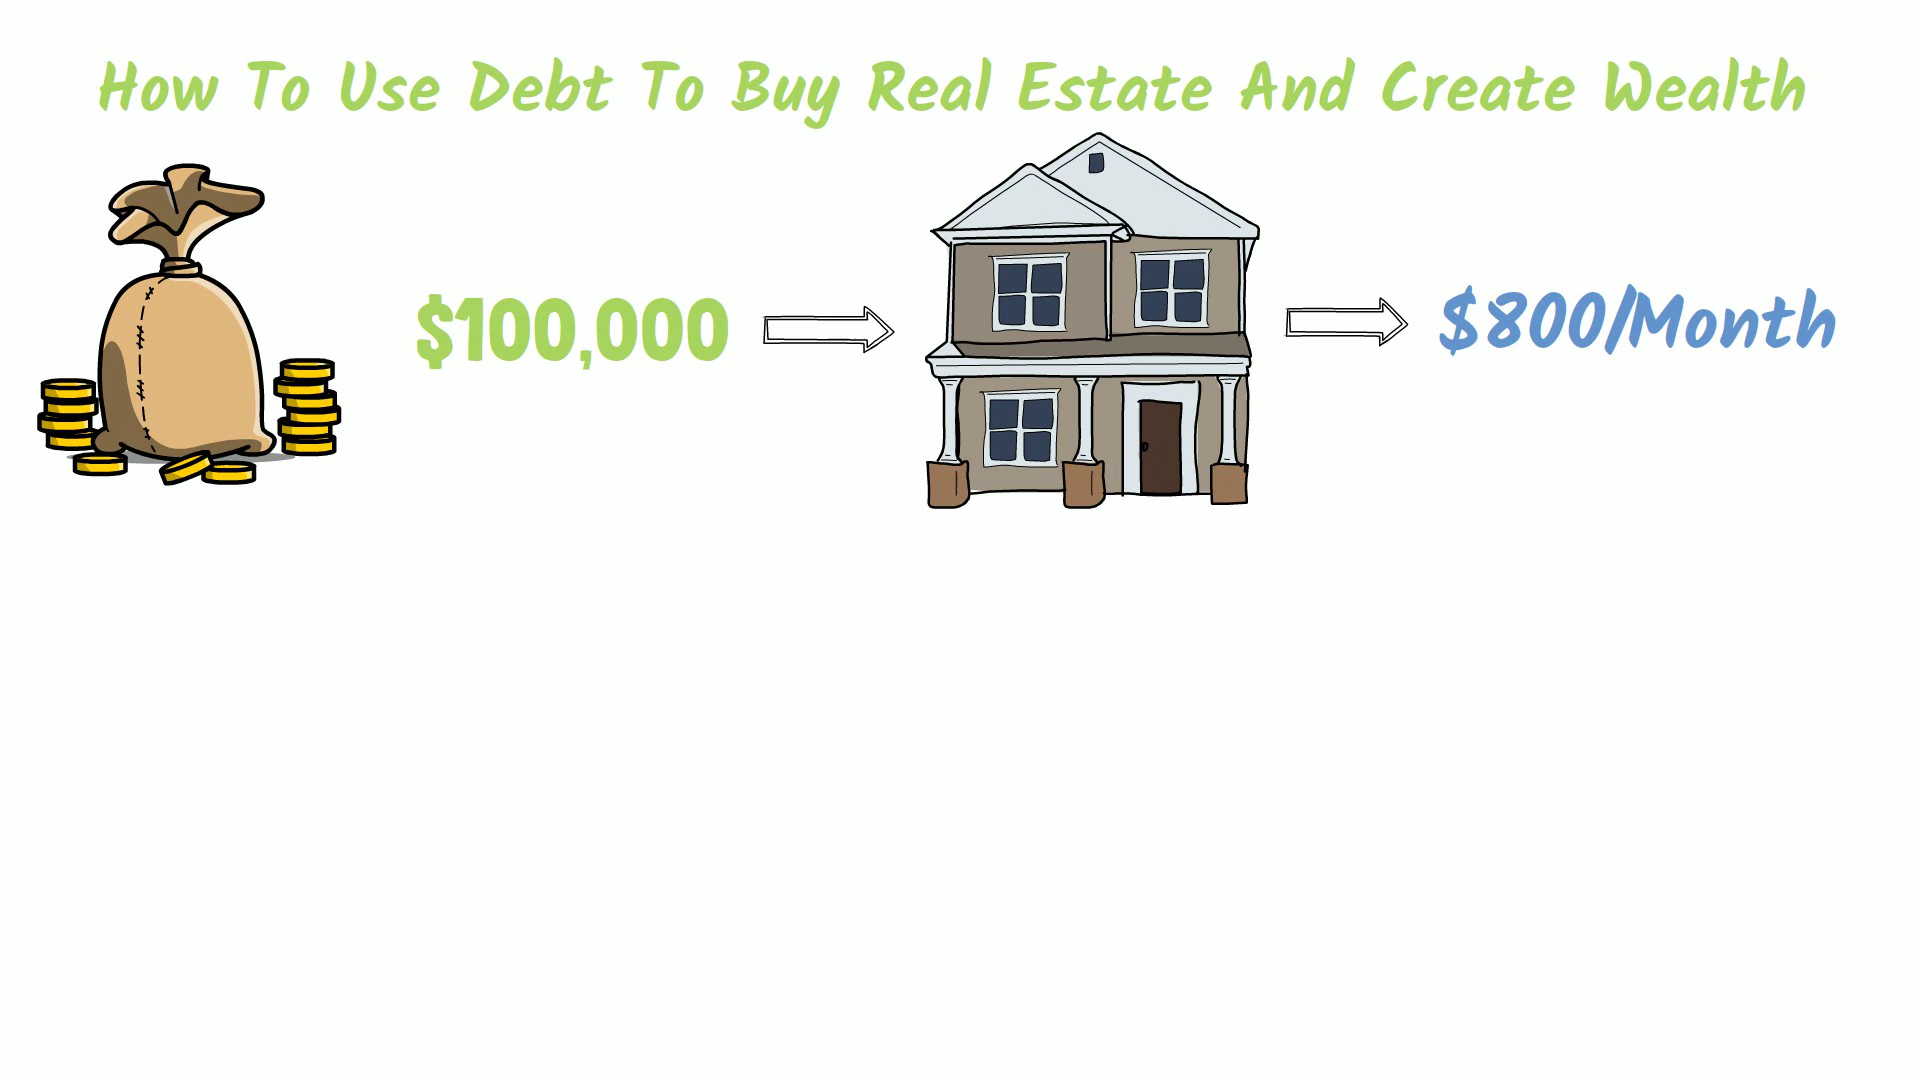 How To Use Debt To Buy Real Estate And Create Wealth
$100,000
$800/Month